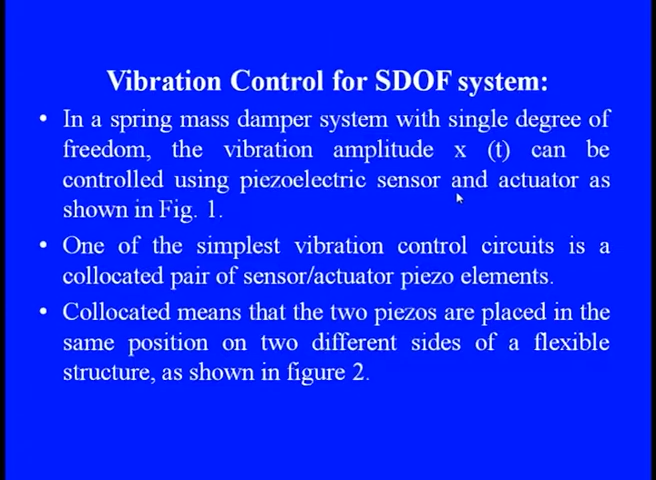 Vibration Control for SDOF system:
• In a spring mass damper system with single degree of
freedom, the vibration amplitude x (t) can be
controlled using piezoelectric sensor and actuator as
shown in Fig. 1.
• One of the simplest vibration control circuits is a
collocated pair of sensor/actuator piezo elements.
• Collocated means that the two piezos are placed in the
same position on two different sides of a flexible
structure, as shown in figure 2.